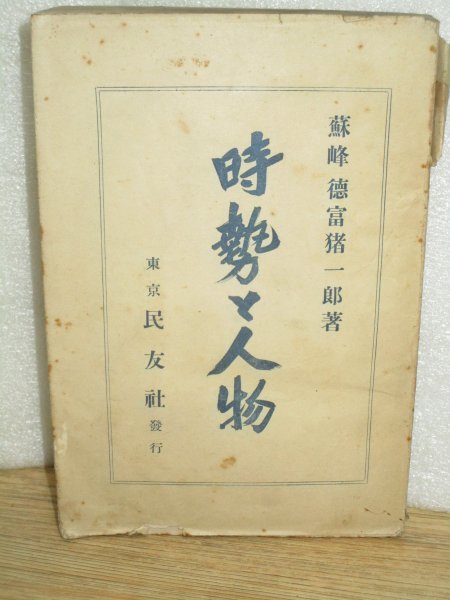 蘇峰 德富猪一郎著
時勢と人物
東京 民友社發行